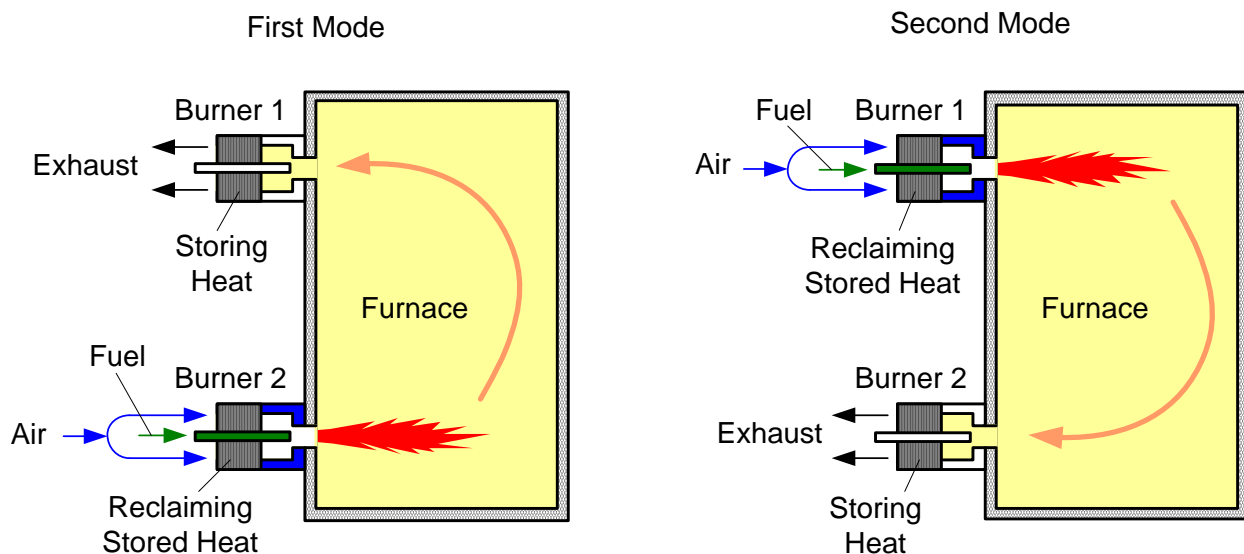 First Mode
Burner 1
Exhaust
Storing
Heat
Furnace
Fuel
Burner 2
Air
Reclaiming
Stored Heat
Second Mode
Fuel
Burner 1
Air
Reclaiming
Stored Heat
Furnace
Burner 2
Exhaust
Storing
Heat